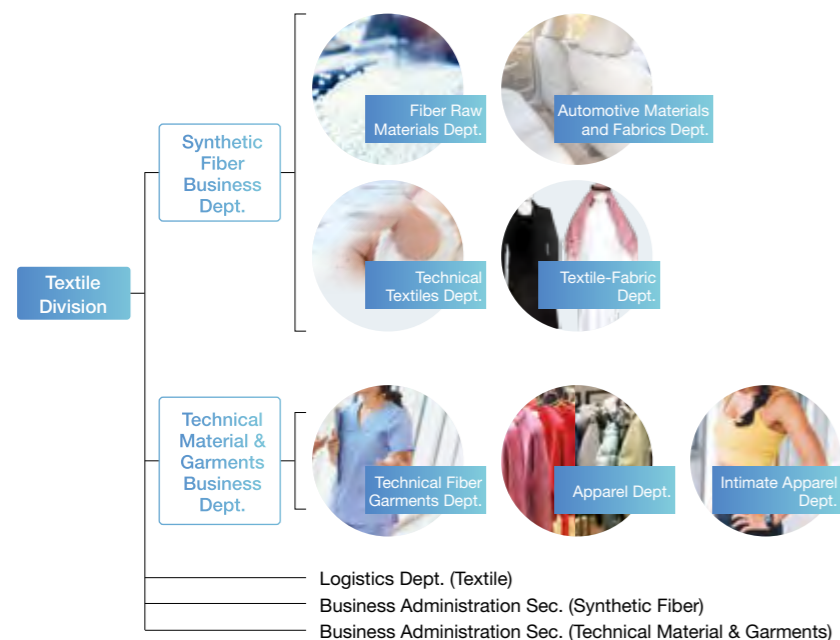 Textile
Division
Synthetic
Fiber
Business
Dept.
Fiber Raw
Materials Dept.
Automotive Materials
and Fabrics Dept.
Technical
Textiles Dept.
Textile-Fabric
Dept.
Technical
Material &
Garments
Business
Dept.
Technical Fiber
Garments Dept.
Apparel Dept.
Intimate Apparel
Dept.
Logistics Dept. (Textile)
Business Administration Sec. (Synthetic Fiber)
Business Administration Sec. (Technical Material & Garments)